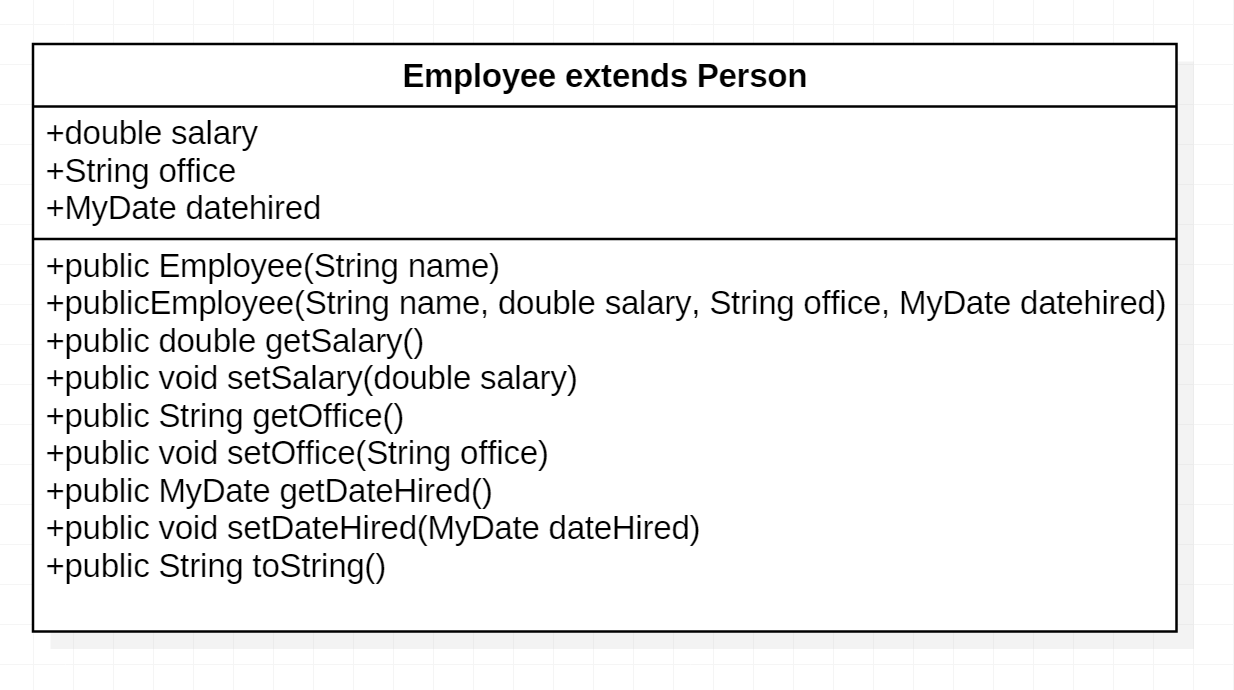 Employee extends Person
+double salary
+String office
+MyDate datehired
+public Employee(String name)
+publicEmployee(String name, double salary, String office, MyDate datehired)
+public double getSalary()
+public void setSalary(double salary)
+public String getOffice()
+public void setOffice(String office)
+public MyDate getDateHired()
+public void setDateHired(MyDate dateHired)
+public String toString()